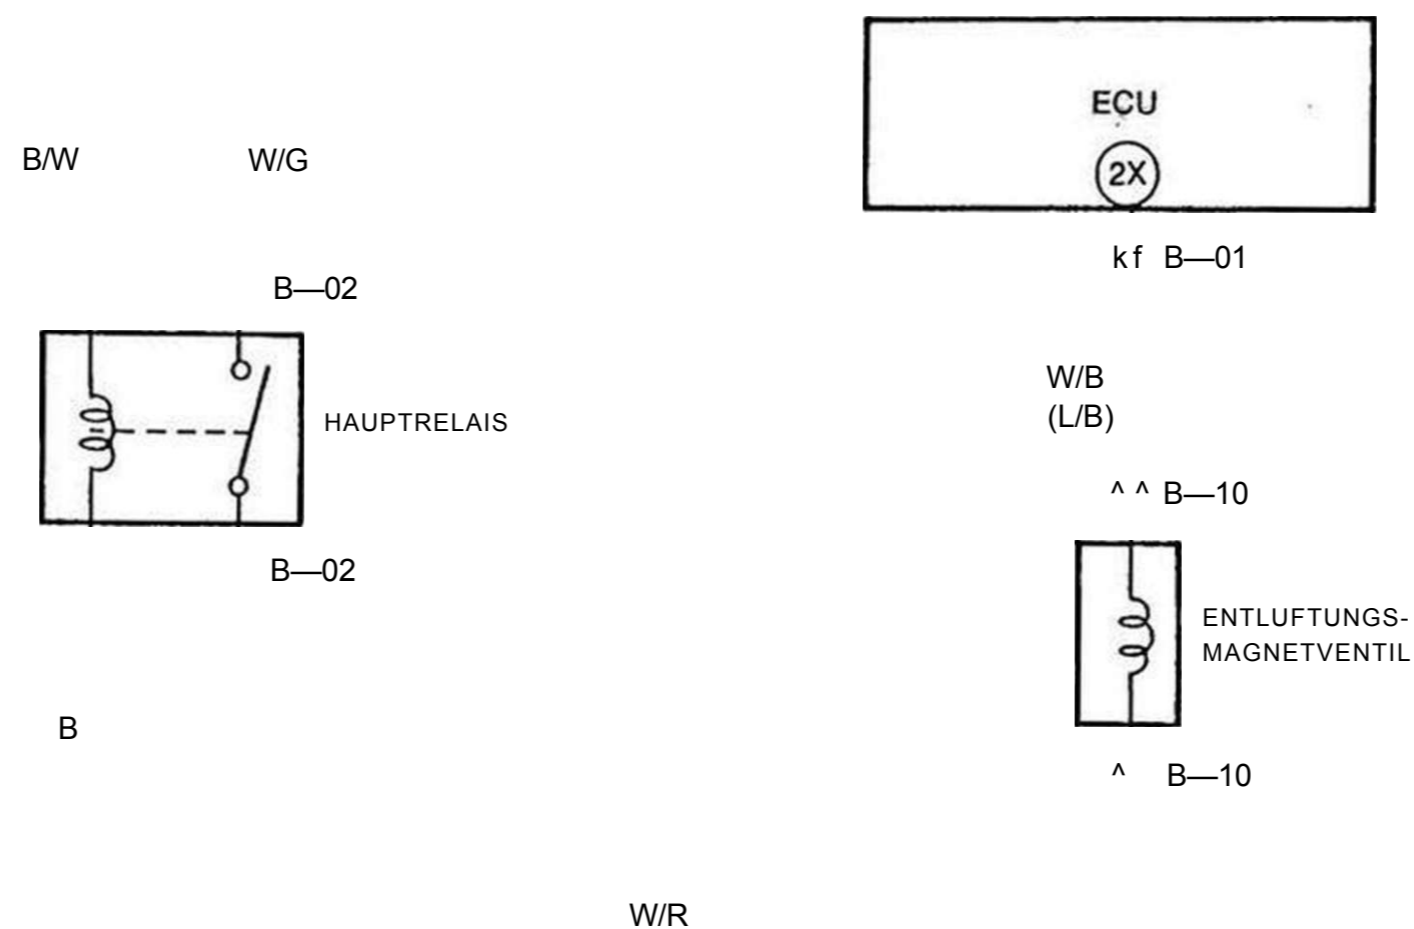 ECU
2X
B/W
W/G
kf B—01
B—02
W/B
(L/B)
HAUPTRELAIS
^ ^ B—10
B—02
ENTLUFTUNGS-
MAGNETVENTIL
B
^ B—10
W/R